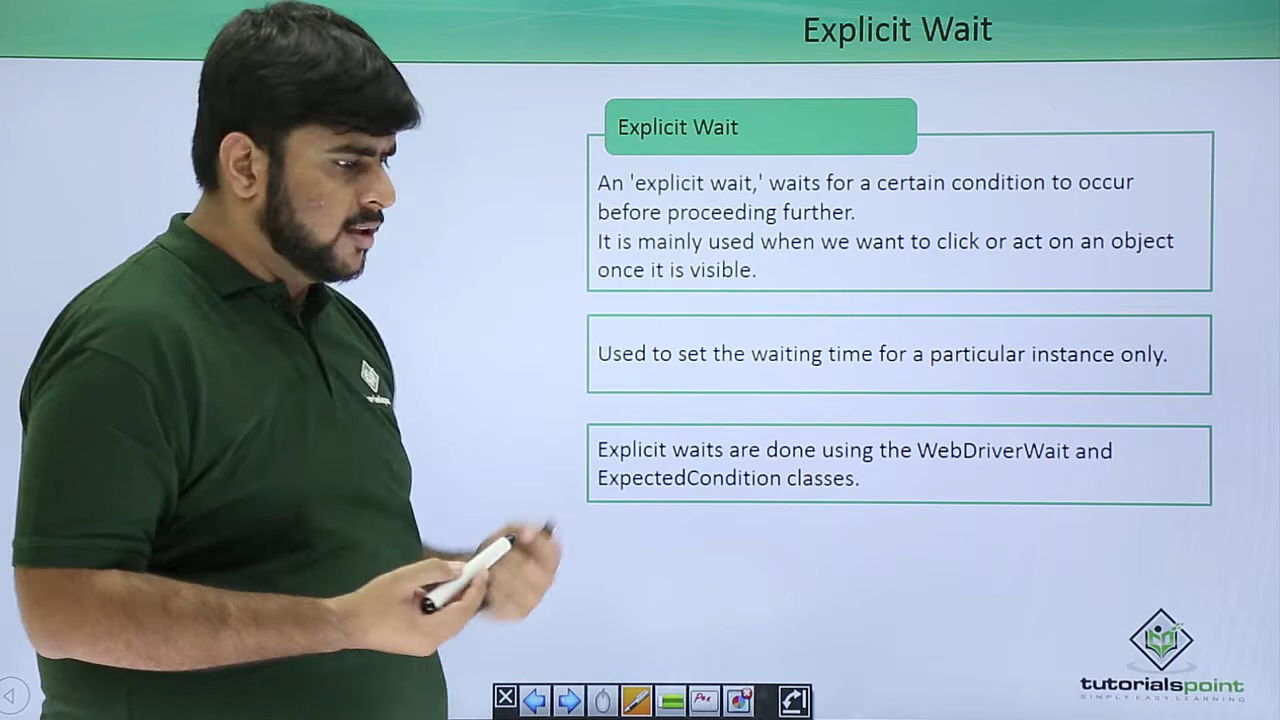 Explicit Wait
Explicit Wait
An 'explicit wait,' waits for a certain condition to occur
before proceeding further.
It is mainly used when we want to click or act on an object
once it is visible.
Used to set the waiting time for a particular instance only.
Explicit waits are done using the WebDriverWait and
ExpectedCondition classes.
tutorialspoint
SIMPLY EASY LEARNING